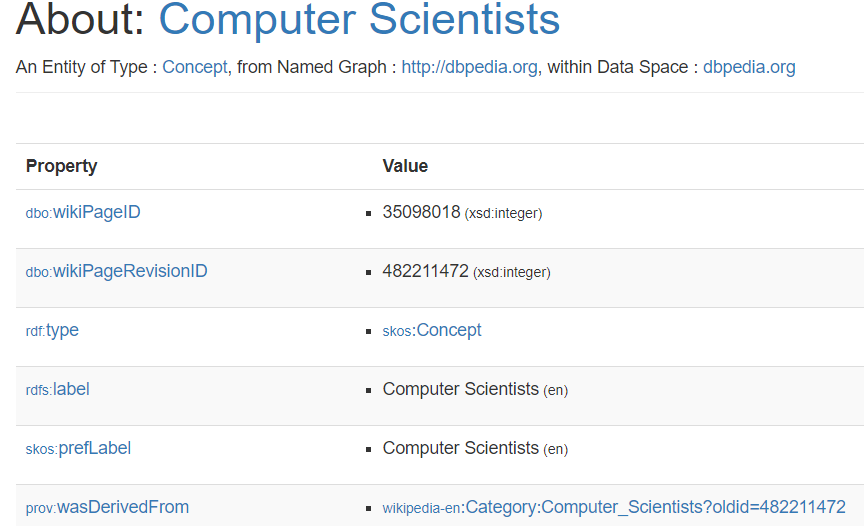 About: Computer Scientists
An Entity of Type : Concept, from Named Graph : http://dbpedia.org, within Data Space : dbpedia.org
Property Value
dbo:wikiPageID ▪ 35098018 (xsd:integer)
dbo:wikiPageRevisionID ▪ 482211472 (xsd:integer)
rdf:type ▪ skos:Concept
rdfs:label ▪ Computer Scientists (en)
skos:prefLabel ▪ Computer Scientists (en)
prov:wasDerivedFrom ▪ wikipedia-en:Category:Computer_Scientists?oldid=482211472